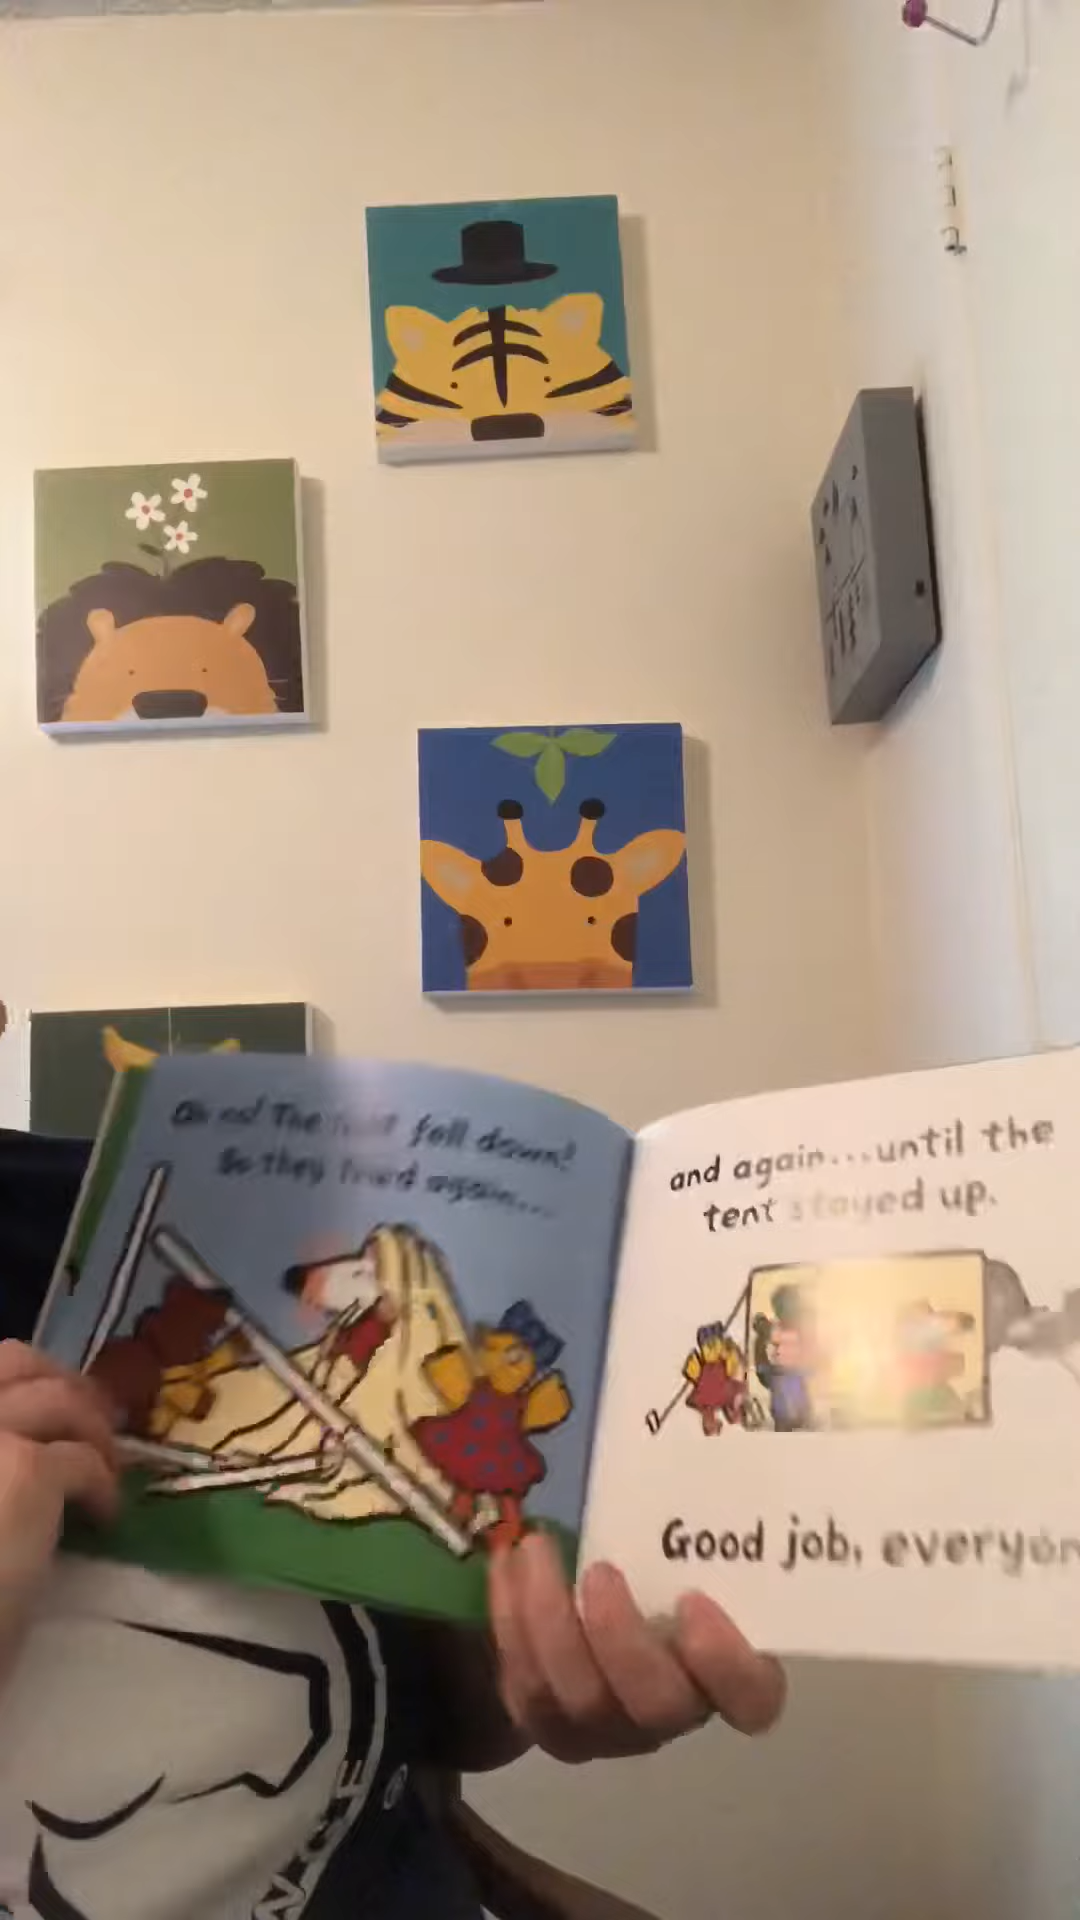 Oh no! The tent fell down!
So they tried again...
and again...until the
tent stayed up.
Good job, everyon